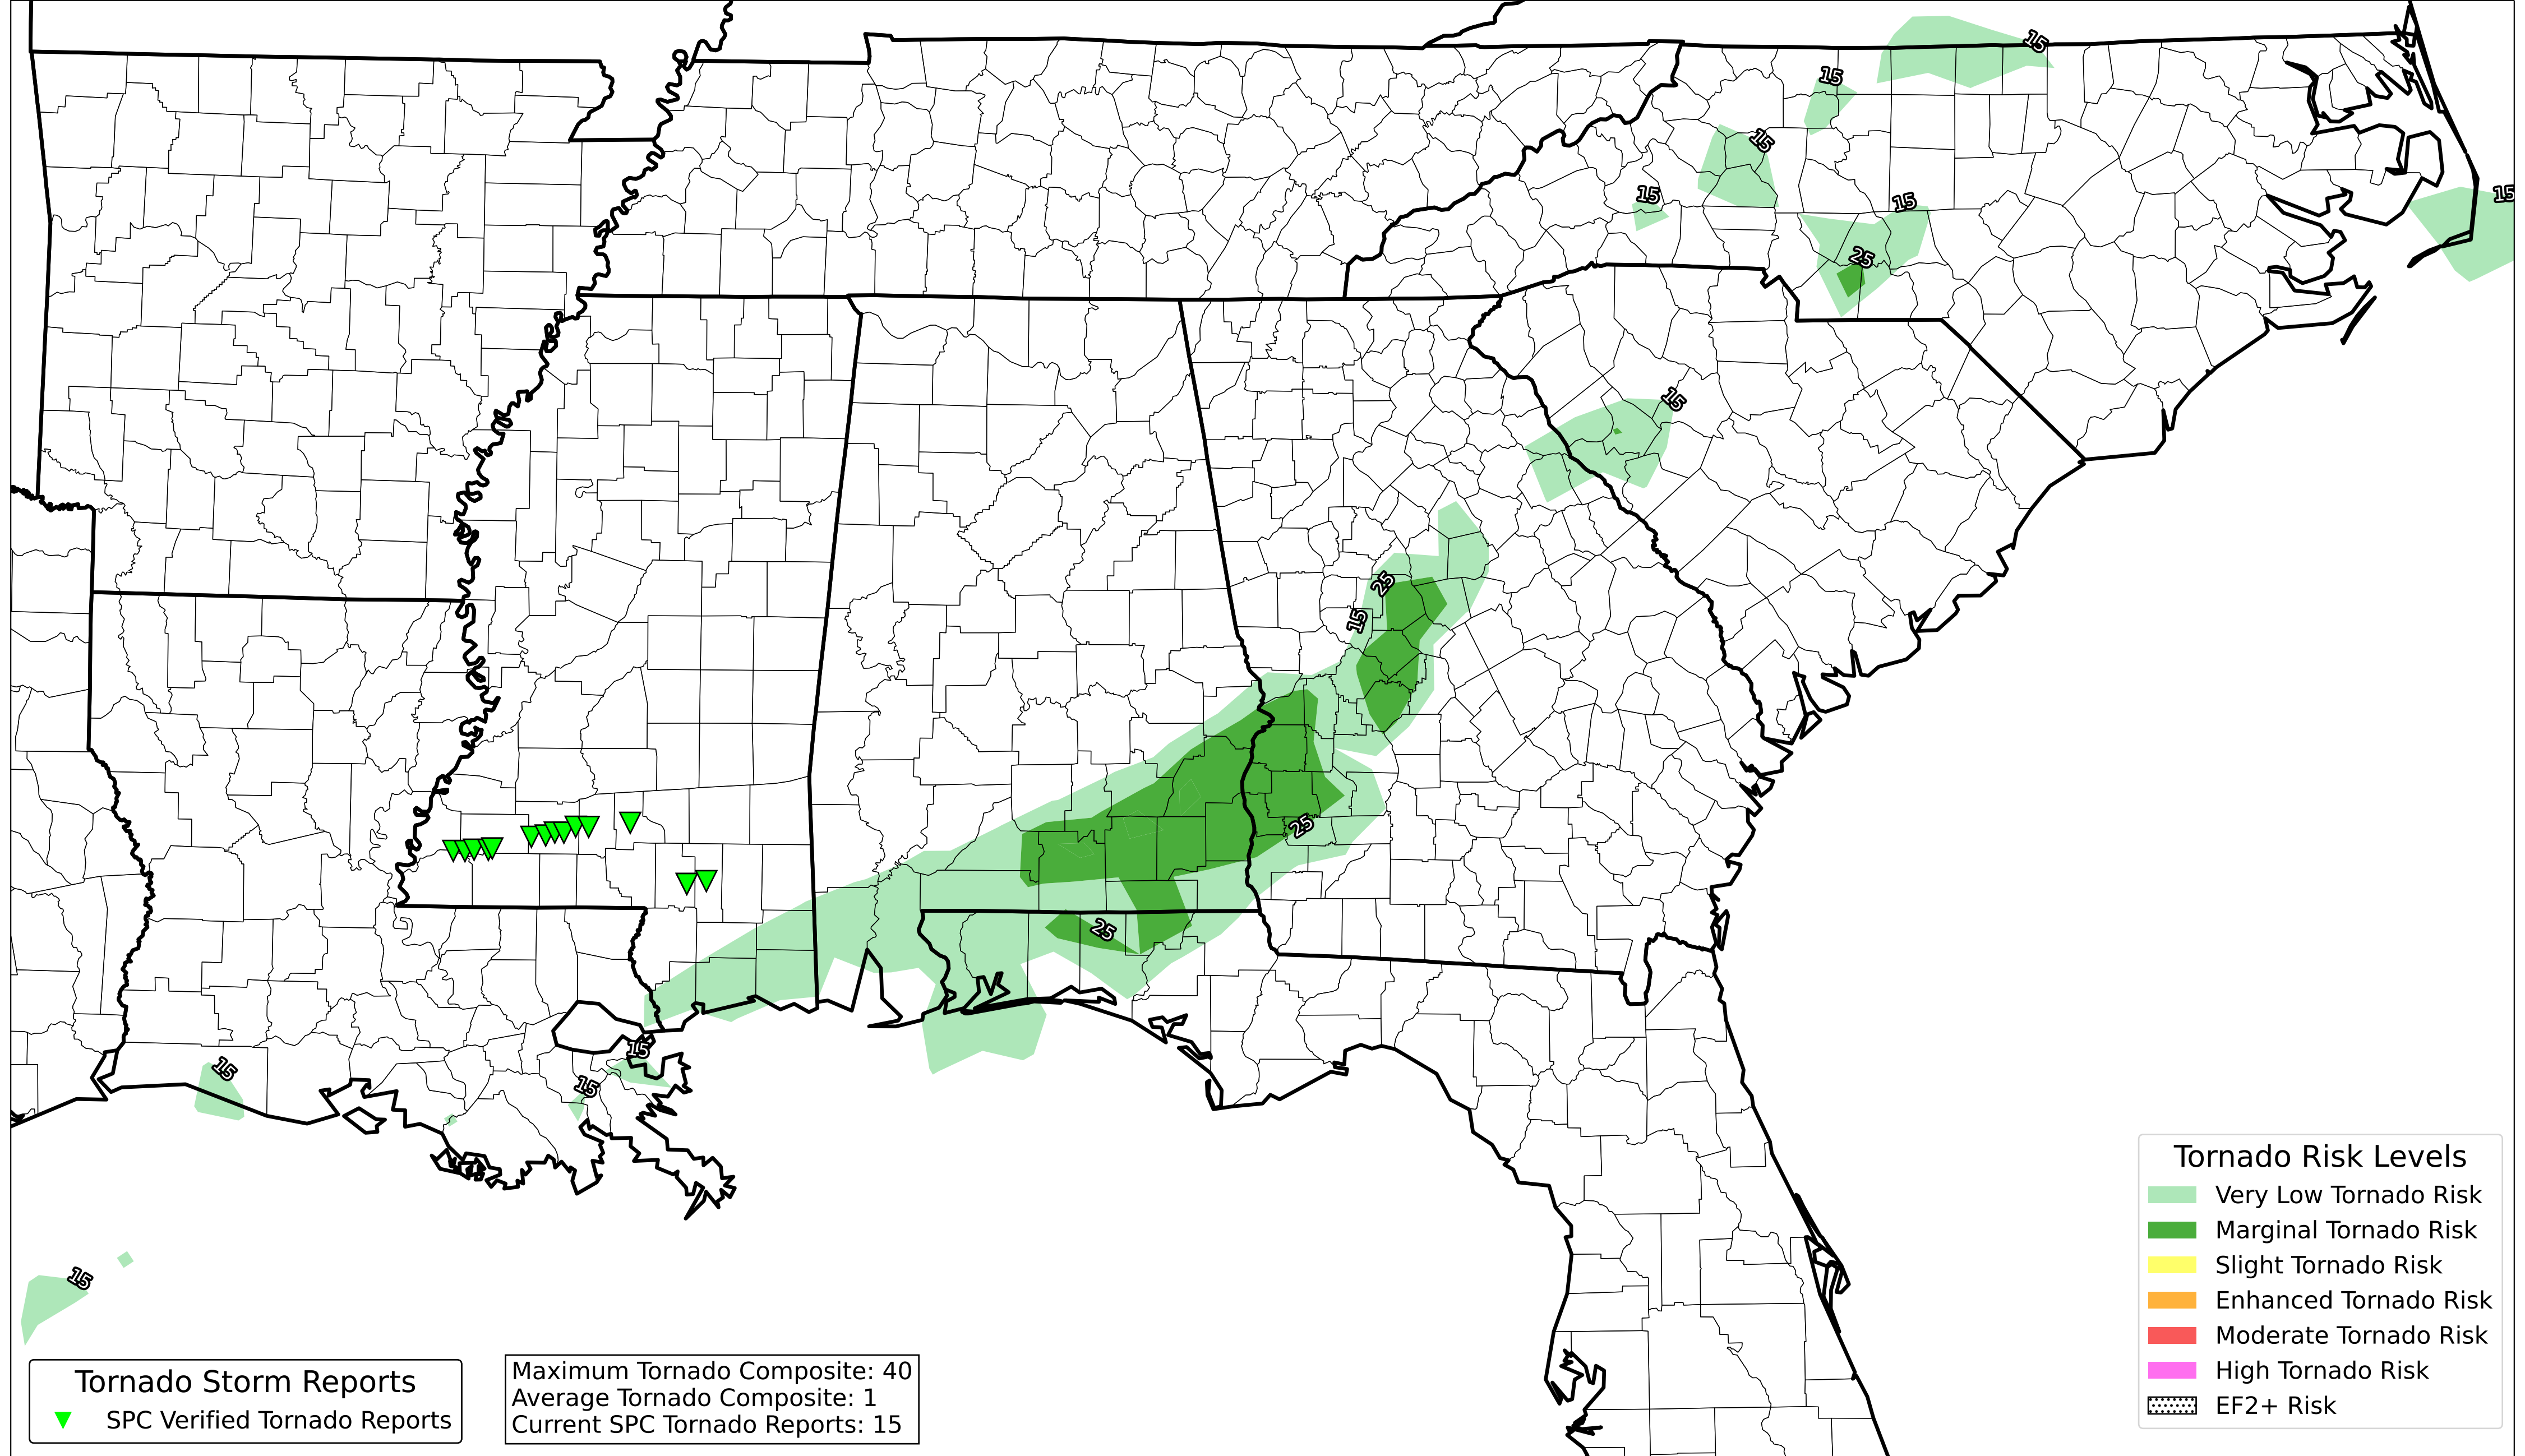 15
15
15
15
15
15
25
15
25
15
25
25
15
15
15
15
Tornado Risk Levels
Very Low Tornado Risk
Marginal Tornado Risk
Slight Tornado Risk
Enhanced Tornado Risk
Moderate Tornado Risk
High Tornado Risk
EF2+ Risk
Tornado Storm Reports
SPC Verified Tornado Reports
Maximum Tornado Composite: 40
Average Tornado Composite: 1
Current SPC Tornado Reports: 15